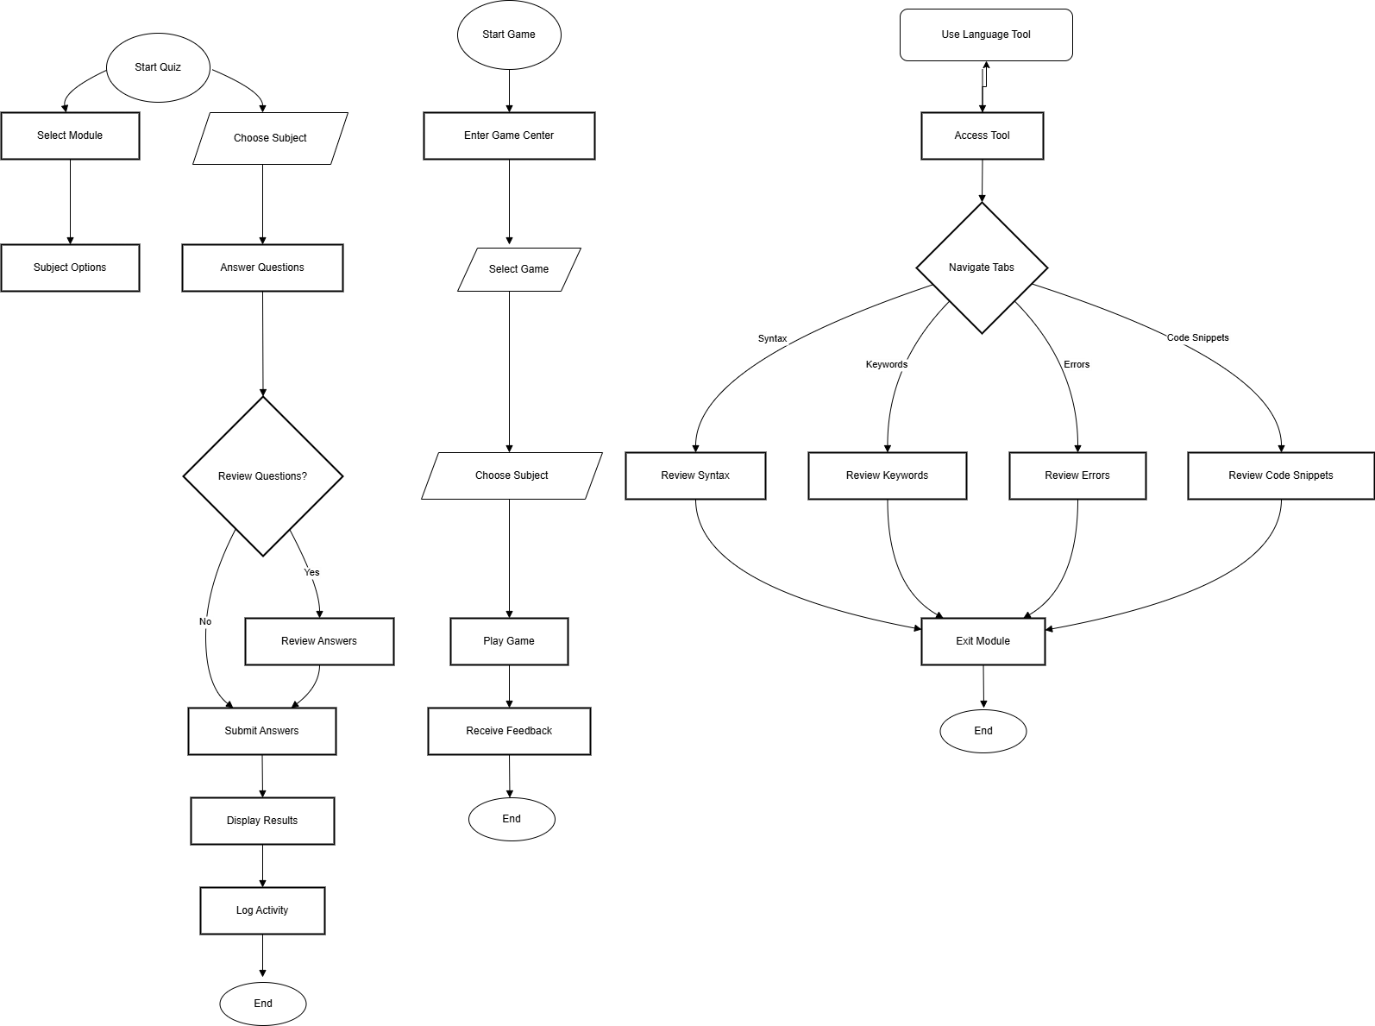 Start Quiz
Select Module
Choose Subject
Subject Options
Answer Questions
Review Questions?
Yes
No
Review Answers
Submit Answers
Display Results
Log Activity
End
Start Game
Enter Game Center
Select Game
Choose Subject
Play Game
Receive Feedback
End
Use Language Tool
Access Tool
Navigate Tabs
Syntax
Keywords
Errors
Code Snippets
Review Syntax
Review Keywords
Review Errors
Review Code Snippets
Exit Module
End